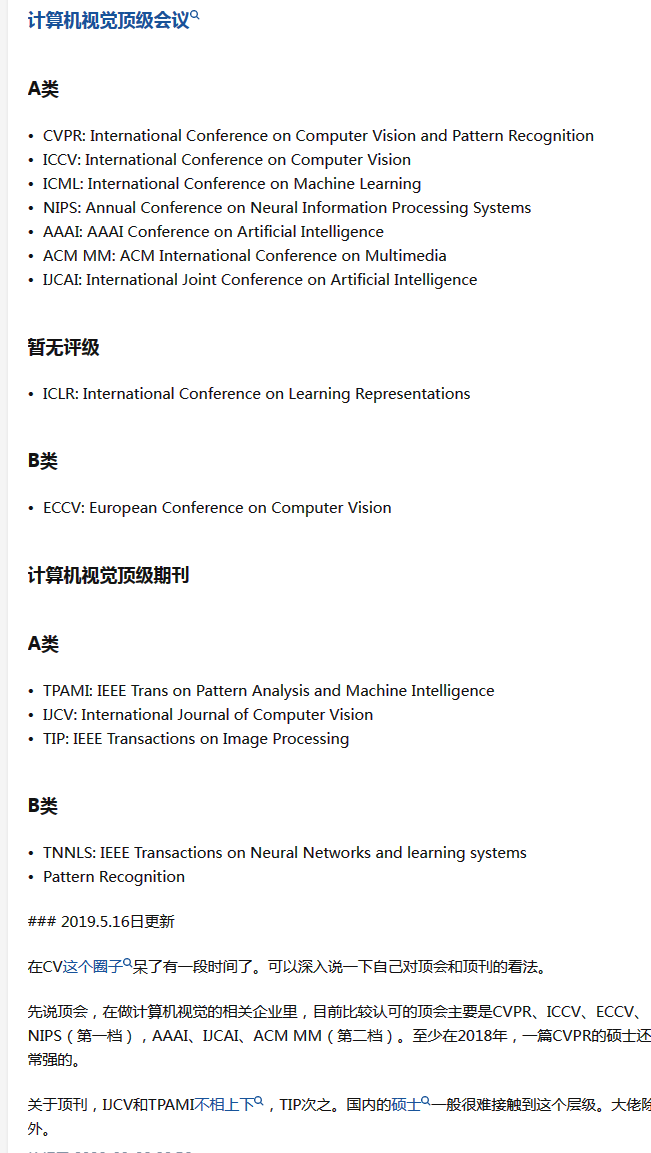 计算机视觉顶级会议
A类
• CVPR: International Conference on Computer Vision and Pattern Recognition
• ICCV: International Conference on Computer Vision
• ICML: International Conference on Machine Learning
• NIPS: Annual Conference on Neural Information Processing Systems
• AAAI: AAAI Conference on Artificial Intelligence
• ACM MM: ACM International Conference on Multimedia
• IJCAI: International Joint Conference on Artificial Intelligence
暂无评级
• ICLR: International Conference on Learning Representations
B类
• ECCV: European Conference on Computer Vision
计算机视觉顶级期刊
A类
• TPAMI: IEEE Trans on Pattern Analysis and Machine Intelligence
• IJCV: International Journal of Computer Vision
• TIP: IEEE Transactions on Image Processing
B类
• TNNLS: IEEE Transactions on Neural Networks and learning systems
• Pattern Recognition
### 2019.5.16日更新
在CV这个圈子呆了有一段时间了。可以深入说一下自己对顶会和顶刊的看法。
先说顶会，在做计算机视觉的相关企业里，目前比较认可的顶会主要是CVPR、ICCV、ECCV、
NIPS（第一档），AAAI、IJCAI、ACM MM（第二档）。至少在2018年，一篇CVPR的硕士还
常强的。
关于顶刊，IJCV和TPAMI不相上下，TIP次之。国内的硕士一般很难接触到这个层级。大佬除
外。